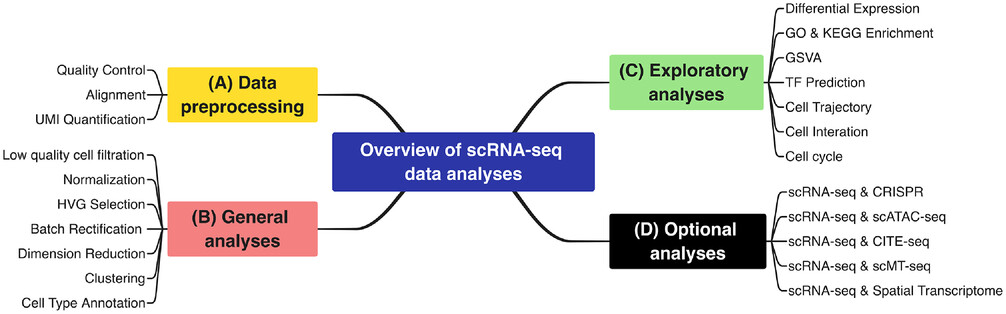 Overview of scRNA-seq
data analyses
(A) Data
preprocessing
Quality Control
Alignment
UMI Quantification
(B) General
analyses
Low quality cell filtration
Normalization
HVG Selection
Batch Rectification
Dimension Reduction
Clustering
Cell Type Annotation
(C) Exploratory
analyses
Differential Expression
GO & KEGG Enrichment
GSVA
TF Prediction
Cell Trajectory
Cell Interation
Cell cycle
(D) Optional
analyses
scRNA-seq & CRISPR
scRNA-seq & scATAC-seq
scRNA-seq & CITE-seq
scRNA-seq & scMT-seq
scRNA-seq & Spatial Transcriptome